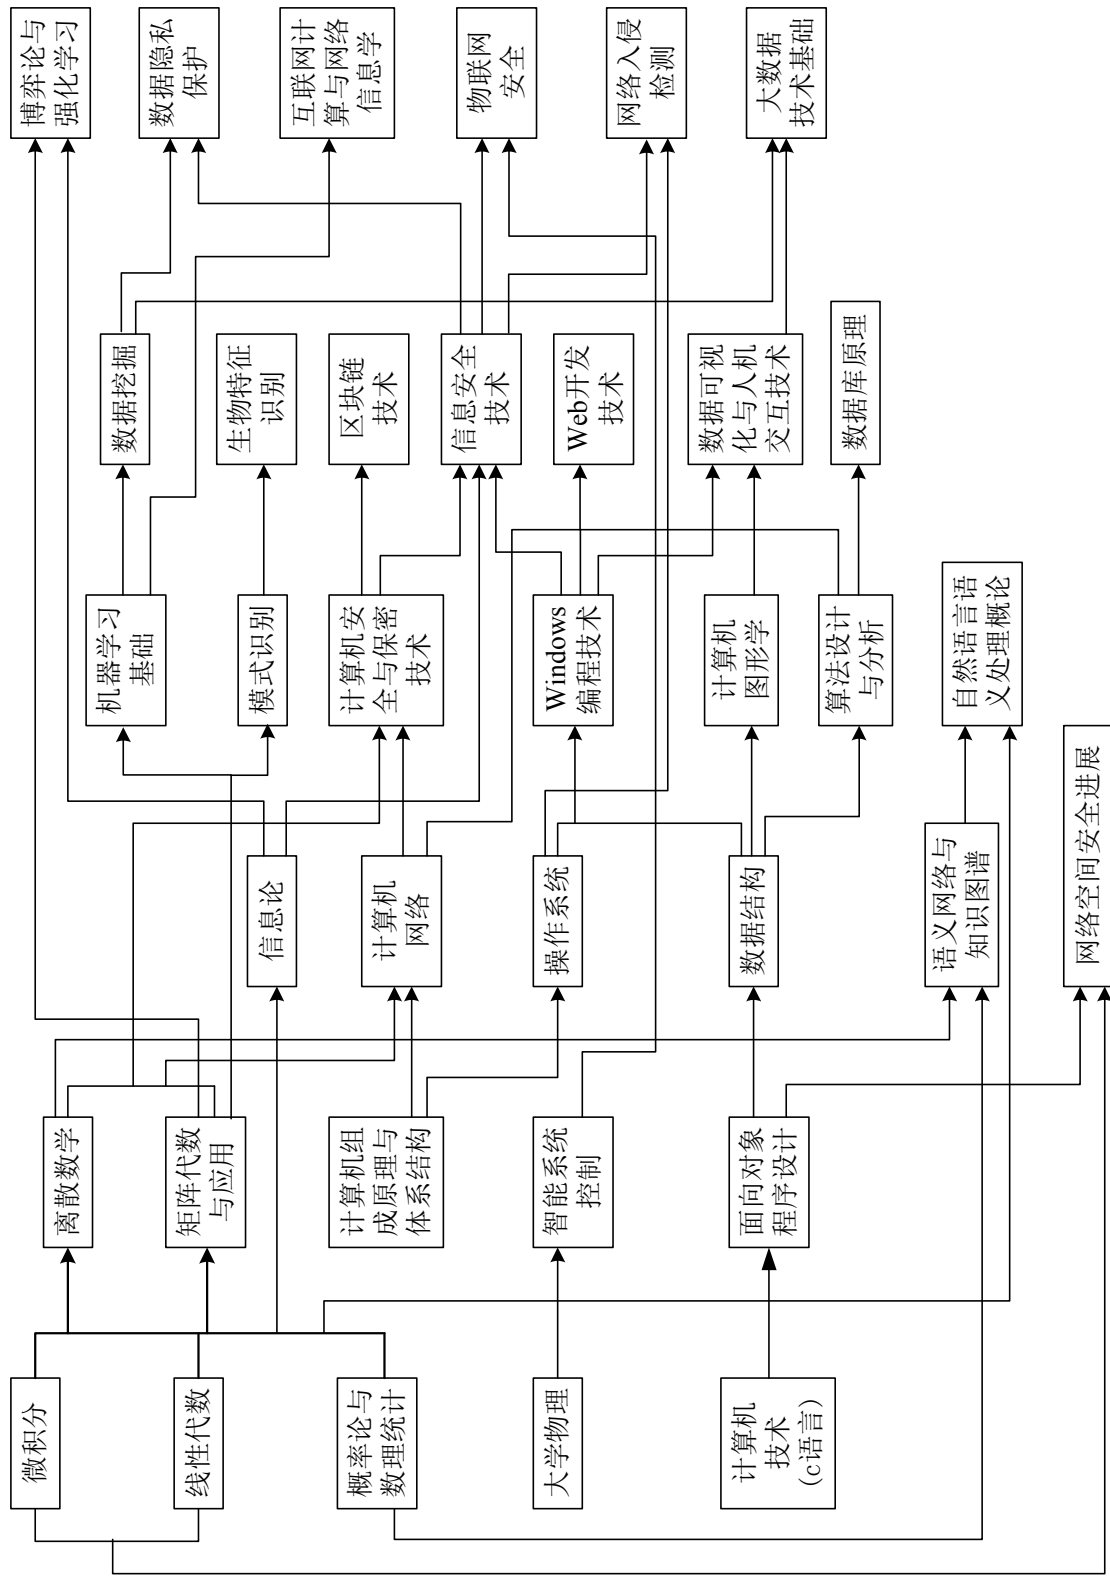 微积分
线性代数
概率论与
数理统计
大学物理
计算机
技术
(c语言)
离散数学
矩阵代数
与应用
计算机组
成原理与
体系结构
智能系统
控制
面向对象
程序设计
信息论
计算机
网络
操作系统
数据结构
语义网络与
知识图谱
网络空间安全进展
机器学习
基础
模式识别
计算机安
全与保密
技术
Windows
编程技术
计算机
图形学
算法设计
与分析
自然语言语
义处理概论
数据挖掘
生物特征
识别
区块链
技术
信息安全
技术
Web开发
技术
数据可视
化与人机
交互技术
数据库原理
博弈论与
强化学习
数据隐私
保护
互联网计
算与网络
信息学
物联网
安全
网络入侵
检测
大数据
技术基础